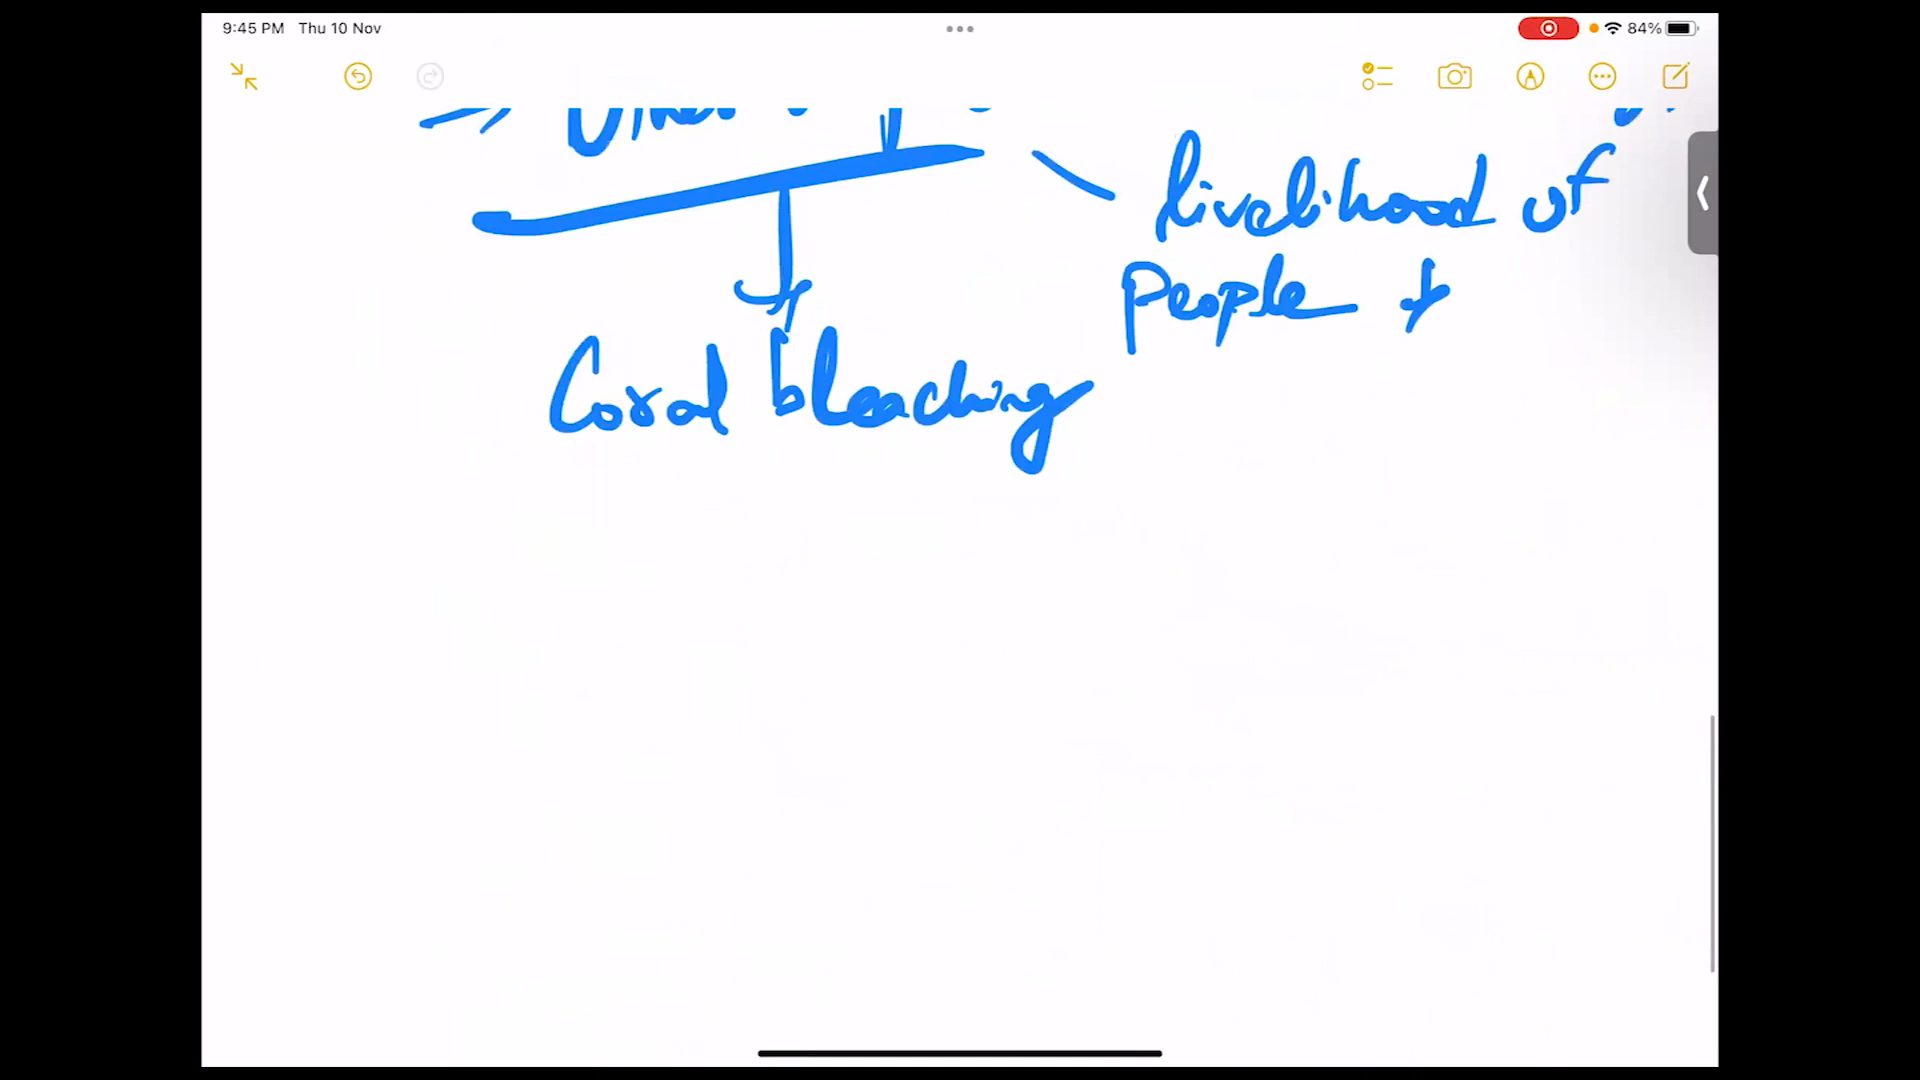 9:45 PM Thu 10 Nov
84%
livelihood of
people +
Coral bleaching